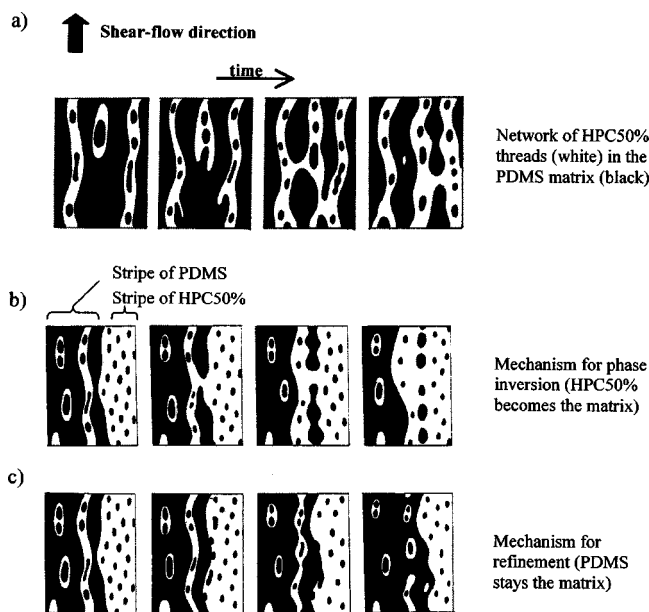 a)
Shear-flow direction
time
Network of HPC50%
threads (white) in the
PDMS matrix (black)
Stripe of PDMS
b)
Stripe of HPC50%
Mechanism for phase
inversion (HPC50%
becomes the matrix)
c)
Mechanism for
refinement (PDMS
stays the matrix)